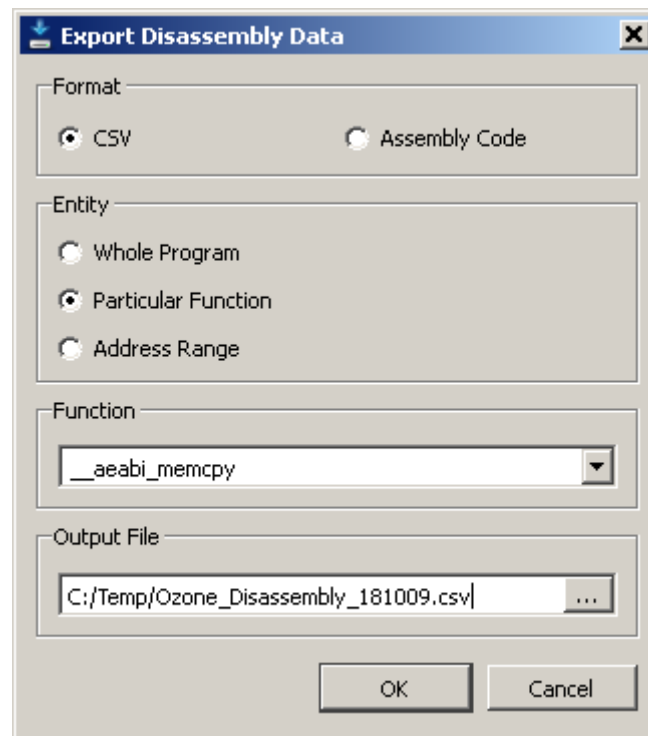 Export Disassembly Data
Format
CSV
Assembly Code
Entity
Whole Program
Particular Function
Address Range
Function
__aeabi_memcpy
Output File
C:/Temp/Ozone_Disassembly_181009.csv
...
OK
Cancel